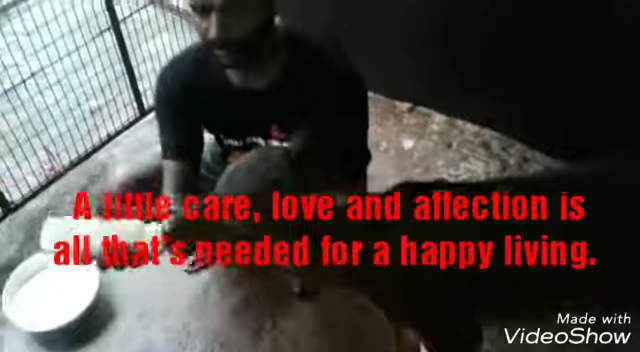 A little care, love and affection is
all that's needed for a happy living.
Made with
VideoShow